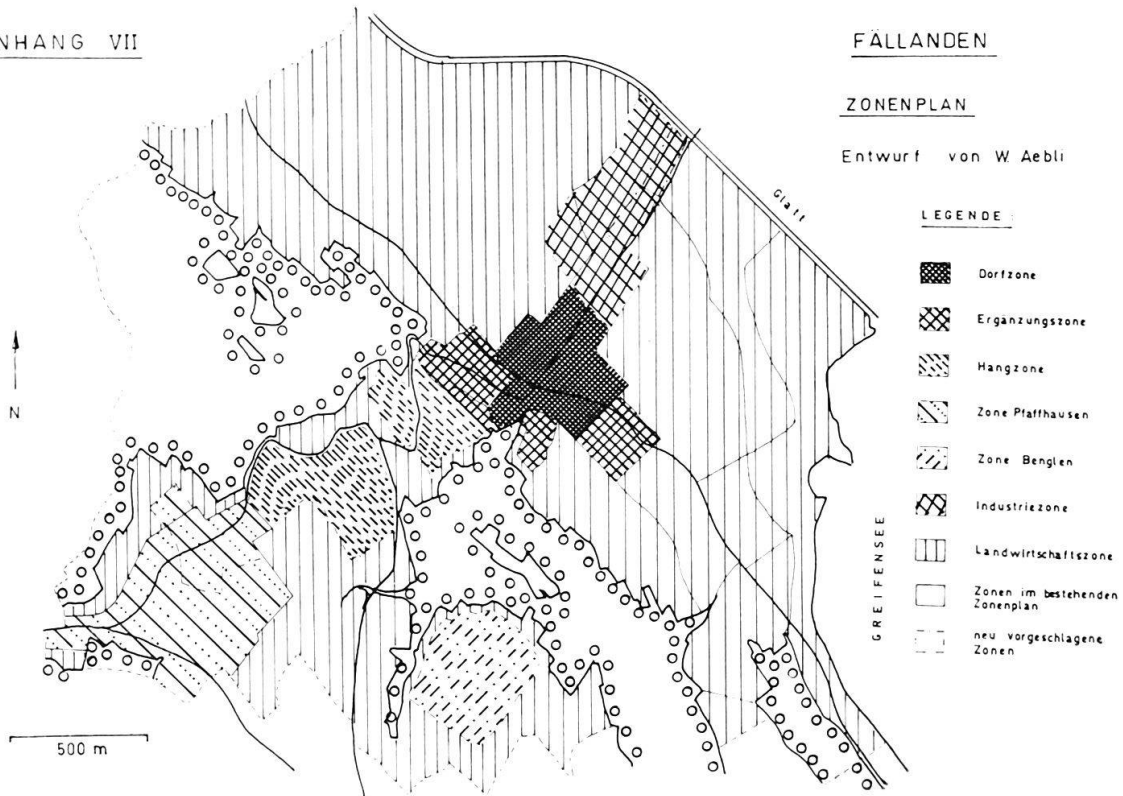 NHANG VII
FÄLLANDEN
ZONENPLAN
Entwurf von W. Aebli
Glatt
LEGENDE:
Dorfzone
Ergänzungszone
Hangzone
Zone Pfaffhausen
Zone Benglen
Industriezone
Landwirtschaftszone
Zonen im bestehenden
Zonenplan
neu vorgeschlagene
Zonen
N
GREIFENSEE
500 m